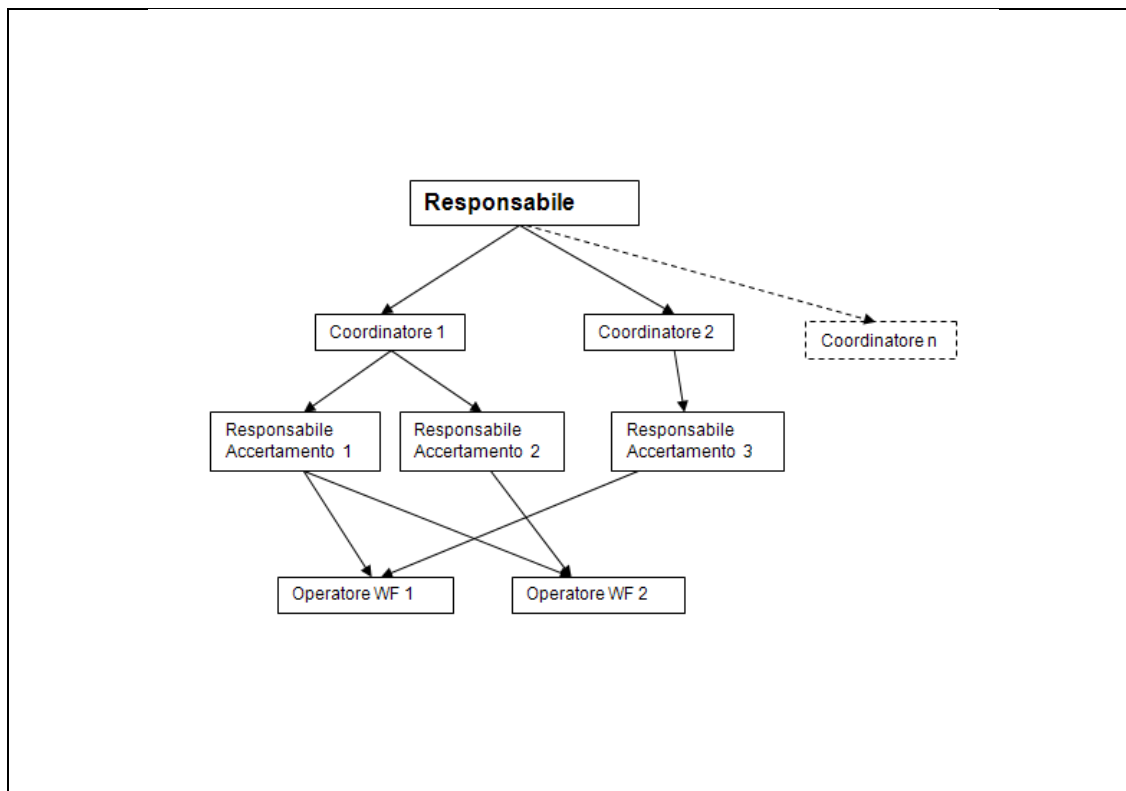 Responsabile
Coordinatore 1
Coordinatore 2
Coordinatore n
Responsabile
Accertamento 1
Responsabile
Accertamento 2
Responsabile
Accertamento 3
Operatore WF 1
Operatore WF 2